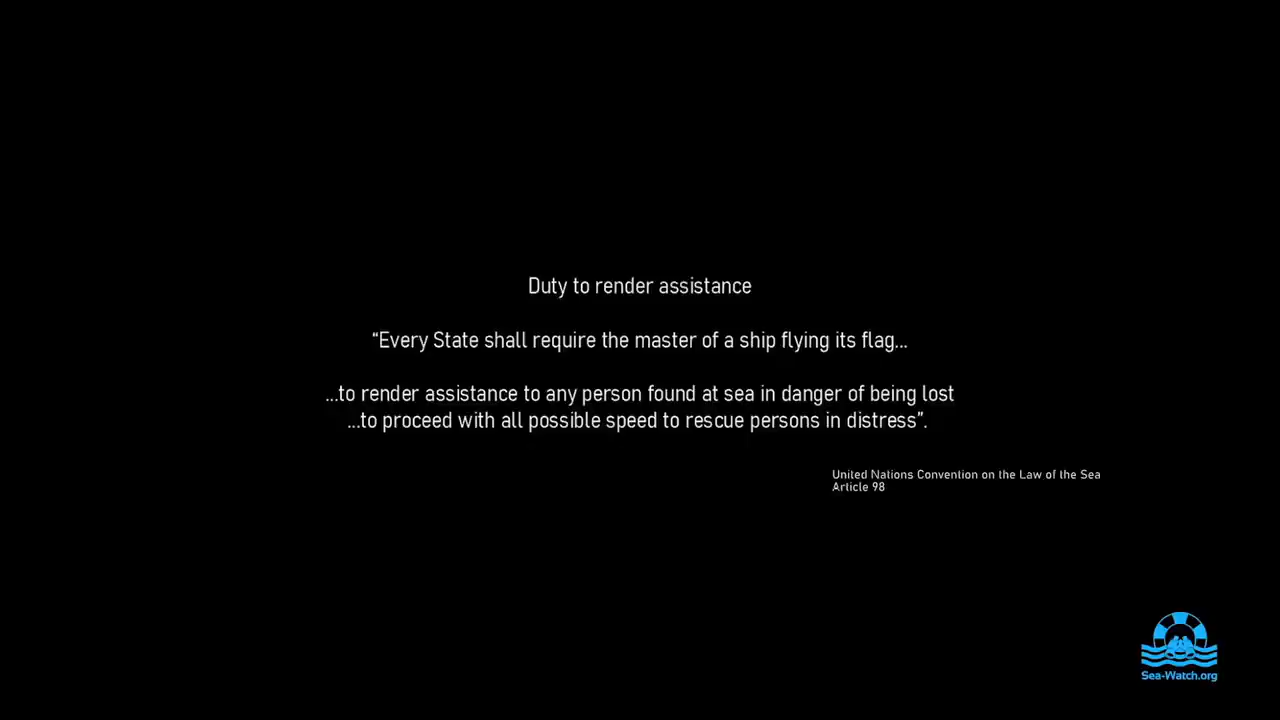 Duty to render assistance
“Every State shall require the master of a ship flying its flag...
...to render assistance to any person found at sea in danger of being lost
...to proceed with all possible speed to rescue persons in distress”.
United Nations Convention on the Law of the Sea
Article 98
Sea-Watch.org